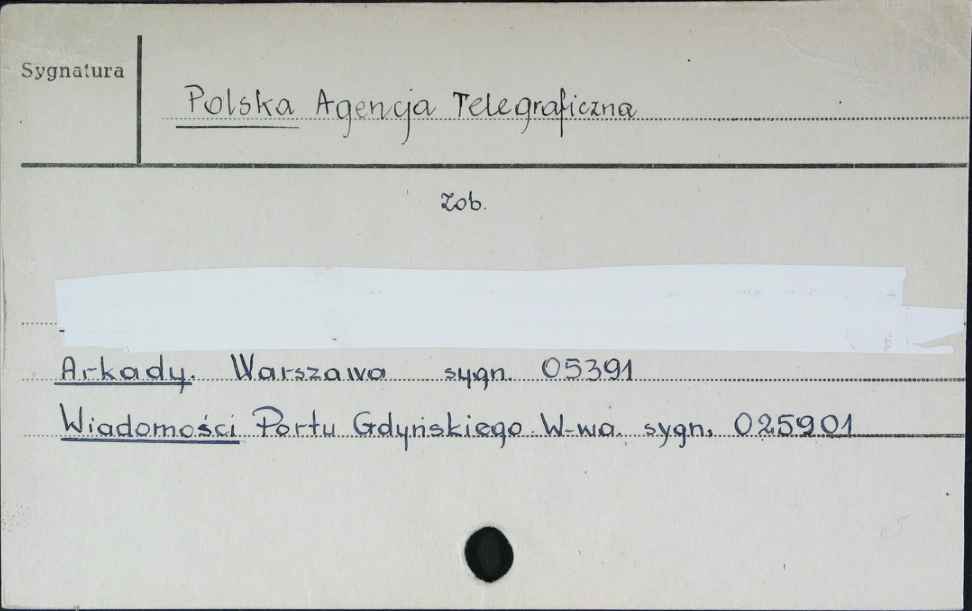 Sygnatura
Polska Agencja Telegraficzna
Zob.
Arkady. Warszawa sygn. 05391
Wiadomości Portu Gdyńskiego. W-wa. sygn. 025901